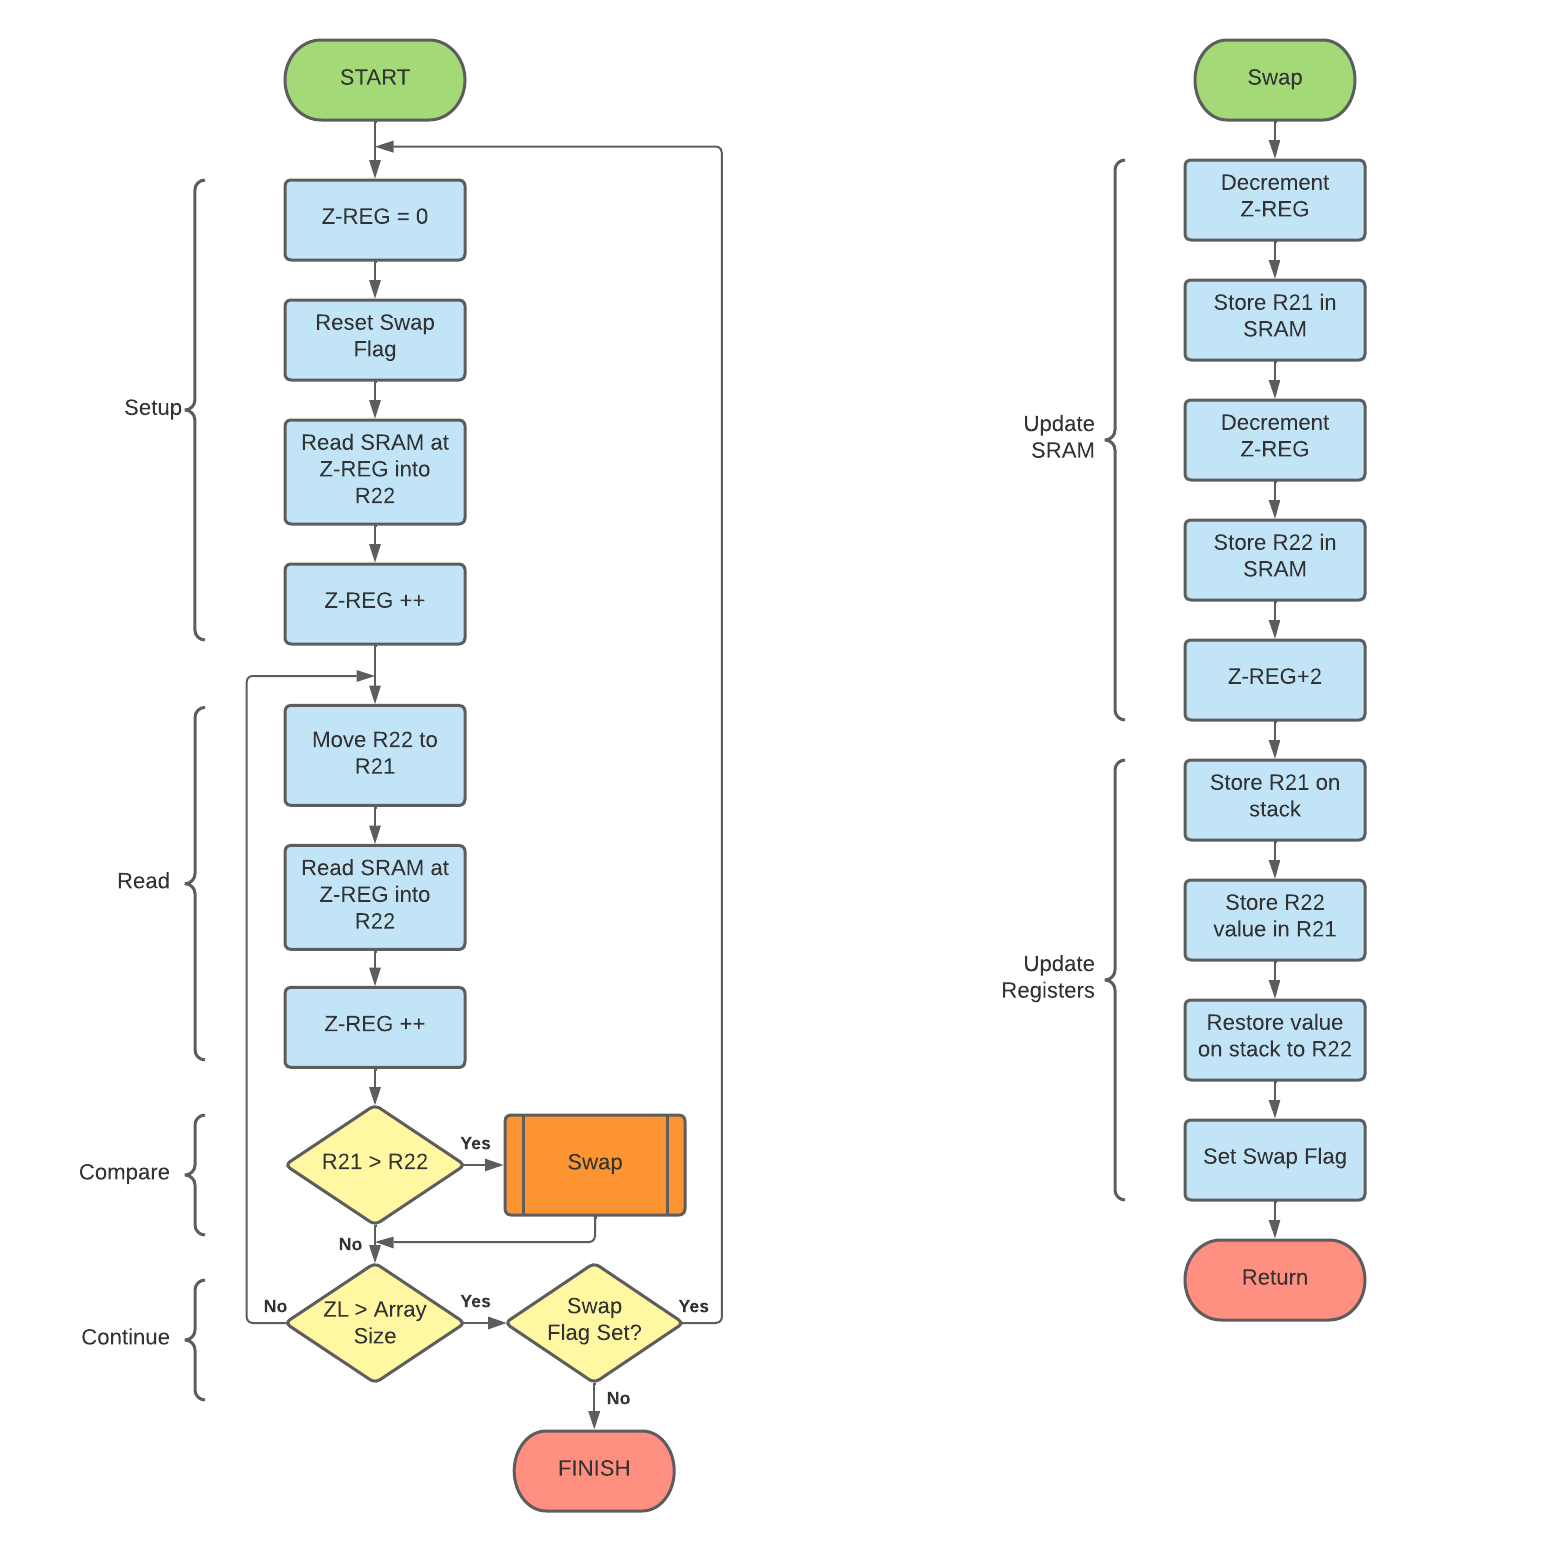 START
Z-REG = 0
Reset Swap
Flag
Setup
Read SRAM at
Z-REG into
R22
Z-REG ++
Move R22 to
R21
Read
Read SRAM at
Z-REG into
R22
Z-REG ++
Compare
R21 > R22
Yes
Swap
No
Continue
No
ZL > Array
Size
Yes
Swap
Flag Set?
Yes
No
FINISH
Swap
Decrement
Z-REG
Store R21 in
SRAM
Update
SRAM
Decrement
Z-REG
Store R22 in
SRAM
Z-REG+2
Store R21 on
stack
Store R22
value in R21
Update
Registers
Restore value
on stack to R22
Set Swap Flag
Return